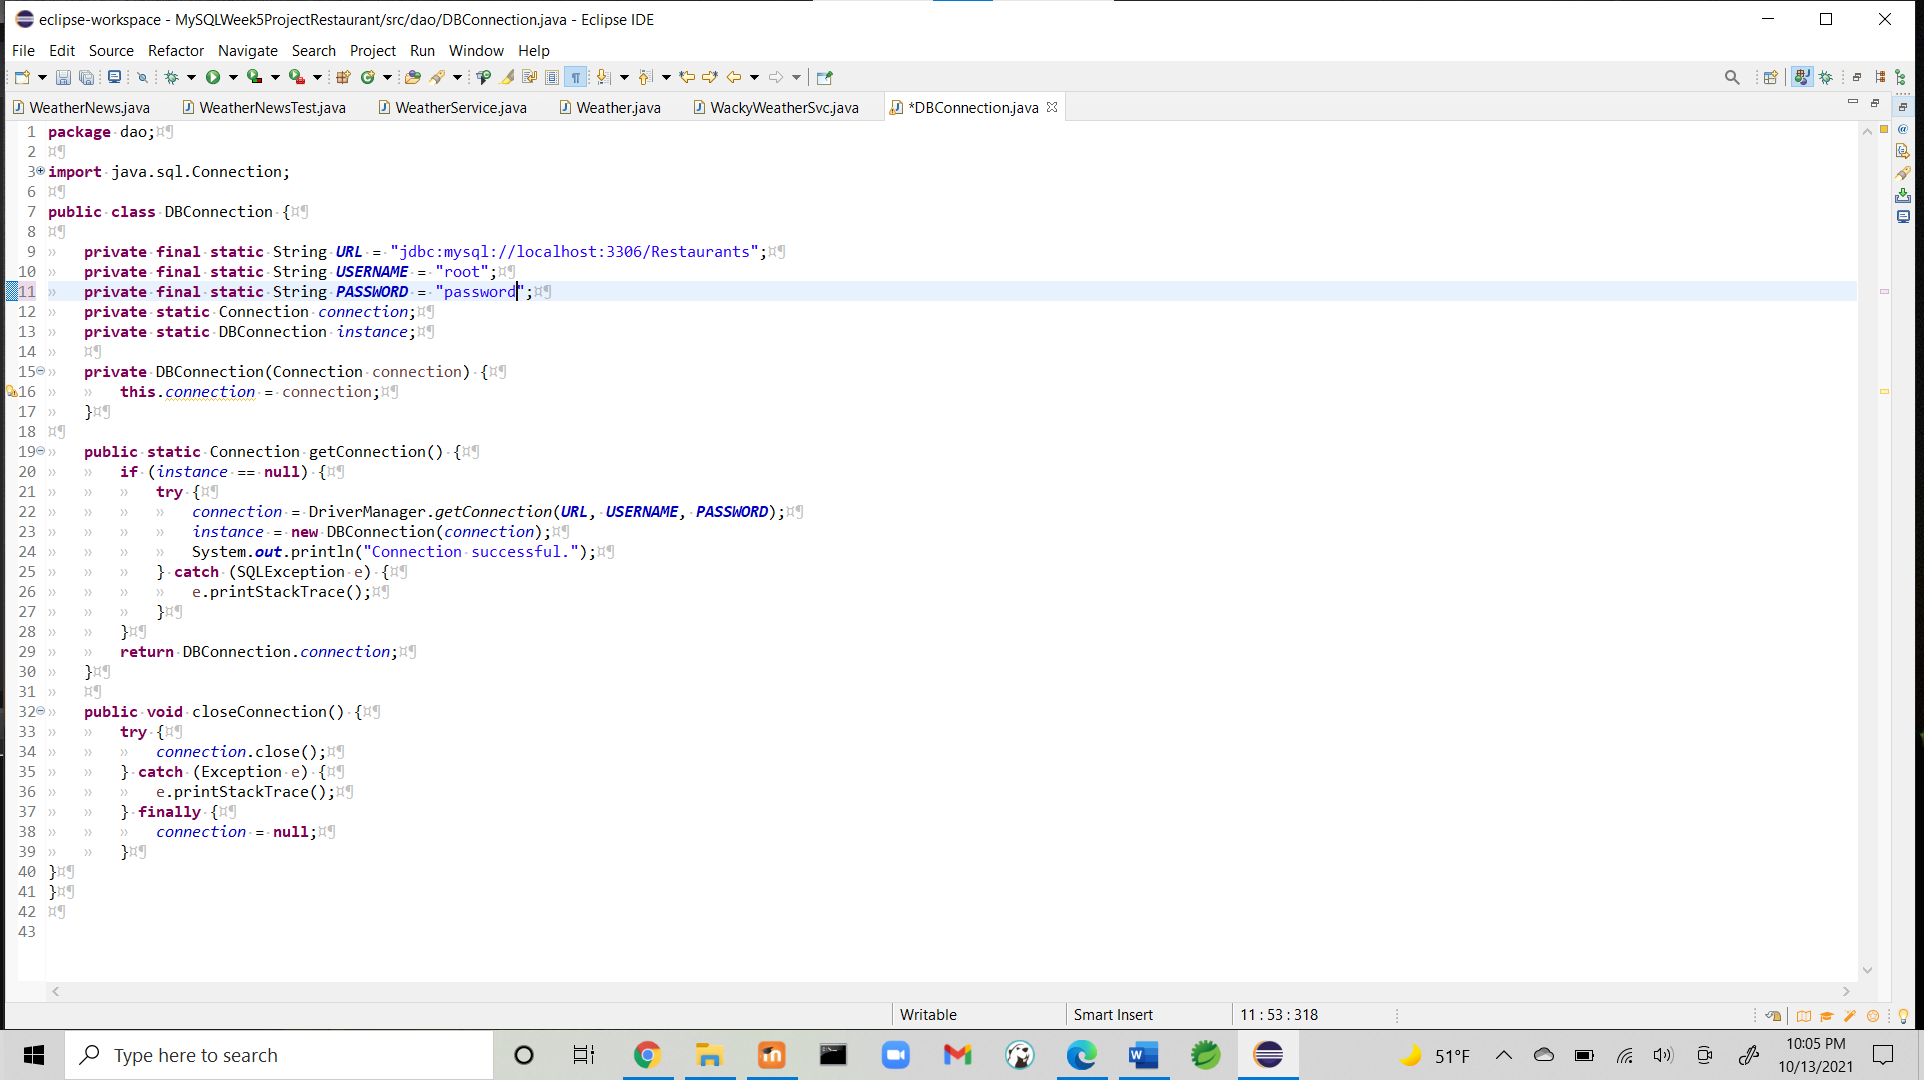 eclipse-workspace - MySQLWeek5ProjectRestaurant/src/dao/DBConnection.java - Eclipse IDE
File Edit Source Refactor Navigate Search Project Run Window Help
WeatherNews.java WeatherNewsTest.java WeatherService.java Weather.java WackyWeatherSvc.java *DBConnection.java
1 package dao;
2
3 import java.sql.Connection;
6
7 public class DBConnection {
8
9 private final static String URL = "jdbc:mysql://localhost:3306/Restaurants";
10 private final static String USERNAME = "root";
11 private final static String PASSWORD = "password";
12 private static Connection connection;
13 private static DBConnection instance;
14
15 private DBConnection(Connection connection) {
16 this.connection = connection;
17 }
18
19 public static Connection getConnection() {
20 if (instance == null) {
21 try {
22 connection = DriverManager.getConnection(URL, USERNAME, PASSWORD);
23 instance = new DBConnection(connection);
24 System.out.println("Connection successful.");
25 } catch (SQLException e) {
26 e.printStackTrace();
27 }
28 }
29 return DBConnection.connection;
30 }
31
32 public void closeConnection() {
33 try {
34 connection.close();
35 } catch (Exception e) {
36 e.printStackTrace();
37 } finally {
38 connection = null;
39 }
40 }
41 }
42
43
Writable Smart Insert 11 : 53 : 318
Type here to search 51°F 10:05 PM
10/13/2021